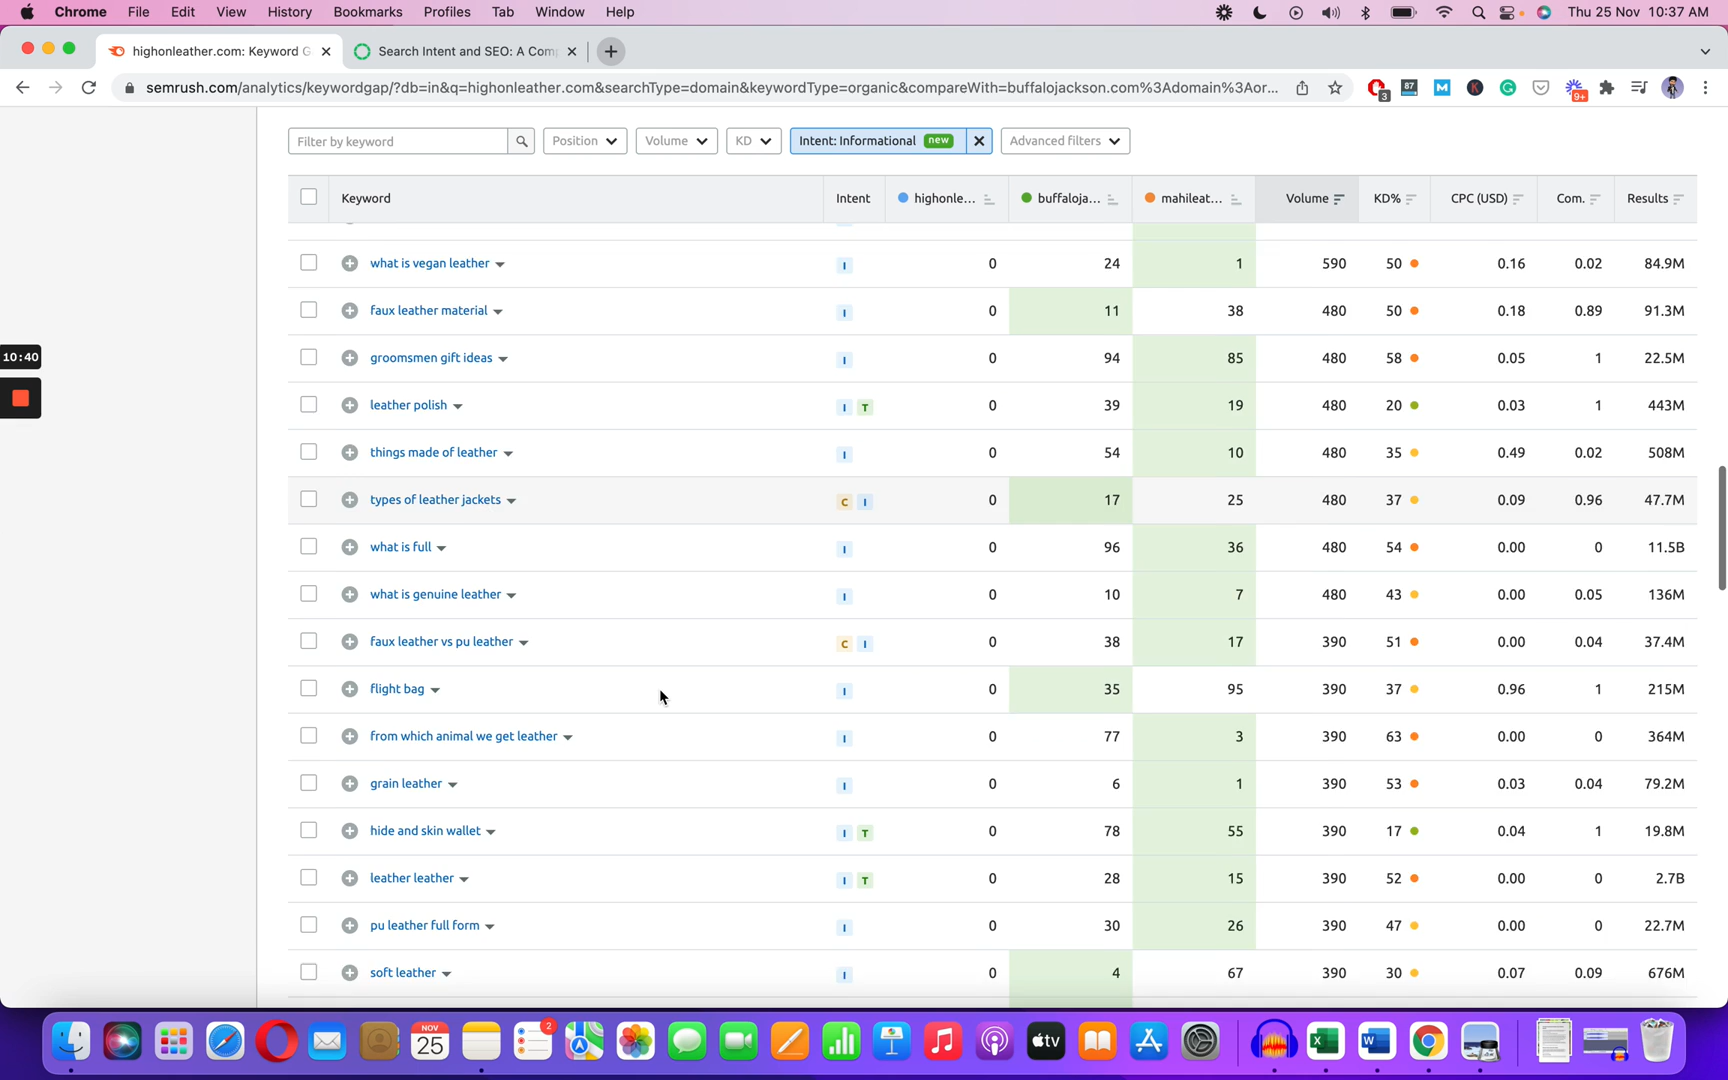 Chrome File Edit View History Bookmarks Profiles Tab Window Help Thu 25 Nov 10:37 AM
highonleather.com: Keyword G Search Intent and SEO: A Com
semrush.com/analytics/keywordgap/?db=in&q=highonleather.com&searchType=domain&keywordType=organic&compareWith=buffalojackson.com%3Adomain%3Aor... 3 87 M K G 9+
Filter by keyword Position Volume KD Intent: Informational new Advanced filters
Keyword Intent highonle... buffaloja... mahileat... Volume KD% CPC (USD) Com. Results
what is vegan leather I 0 24 1 590 50 0.16 0.02 84.9M
faux leather material I 0 11 38 480 50 0.18 0.89 91.3M
10:40
groomsmen gift ideas I 0 94 85 480 58 0.05 1 22.5M
leather polish I T 0 39 19 480 20 0.03 1 443M
things made of leather I 0 54 10 480 35 0.49 0.02 508M
types of leather jackets C I 0 17 25 480 37 0.09 0.96 47.7M
what is full I 0 96 36 480 54 0.00 0 11.5B
what is genuine leather I 0 10 7 480 43 0.00 0.05 136M
faux leather vs pu leather C I 0 38 17 390 51 0.00 0.04 37.4M
flight bag I 0 35 95 390 37 0.96 1 215M
from which animal we get leather I 0 77 3 390 63 0.00 0 364M
grain leather I 0 6 1 390 53 0.03 0.04 79.2M
hide and skin wallet I T 0 78 55 390 17 0.04 1 19.8M
leather leather I T 0 28 15 390 52 0.00 0 2.7B
pu leather full form I 0 30 26 390 47 0.00 0 22.7M
soft leather I 0 4 67 390 30 0.07 0.09 676M
NOV 25 2 tv X W